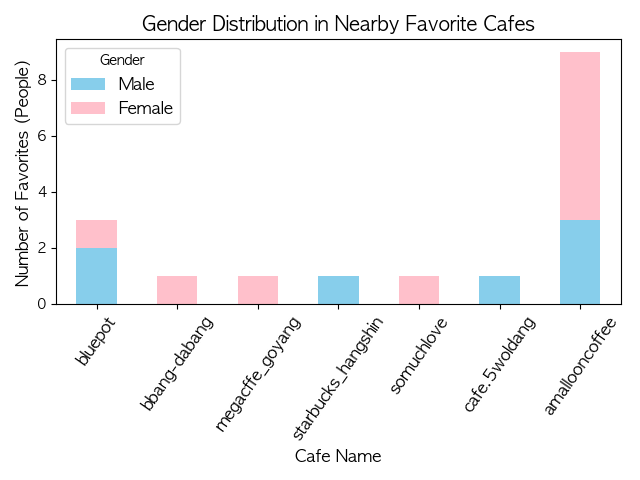 Gender Distribution in Nearby Favorite Cafes
Number of Favorites (People)
8
6
4
2
0
Gender
Male
Female
bluepot
bbang-dabang
megacffe_goyang
starbucks_hangshin
somuchlove
cafe.5woldang
amallooncoffee
Cafe Name